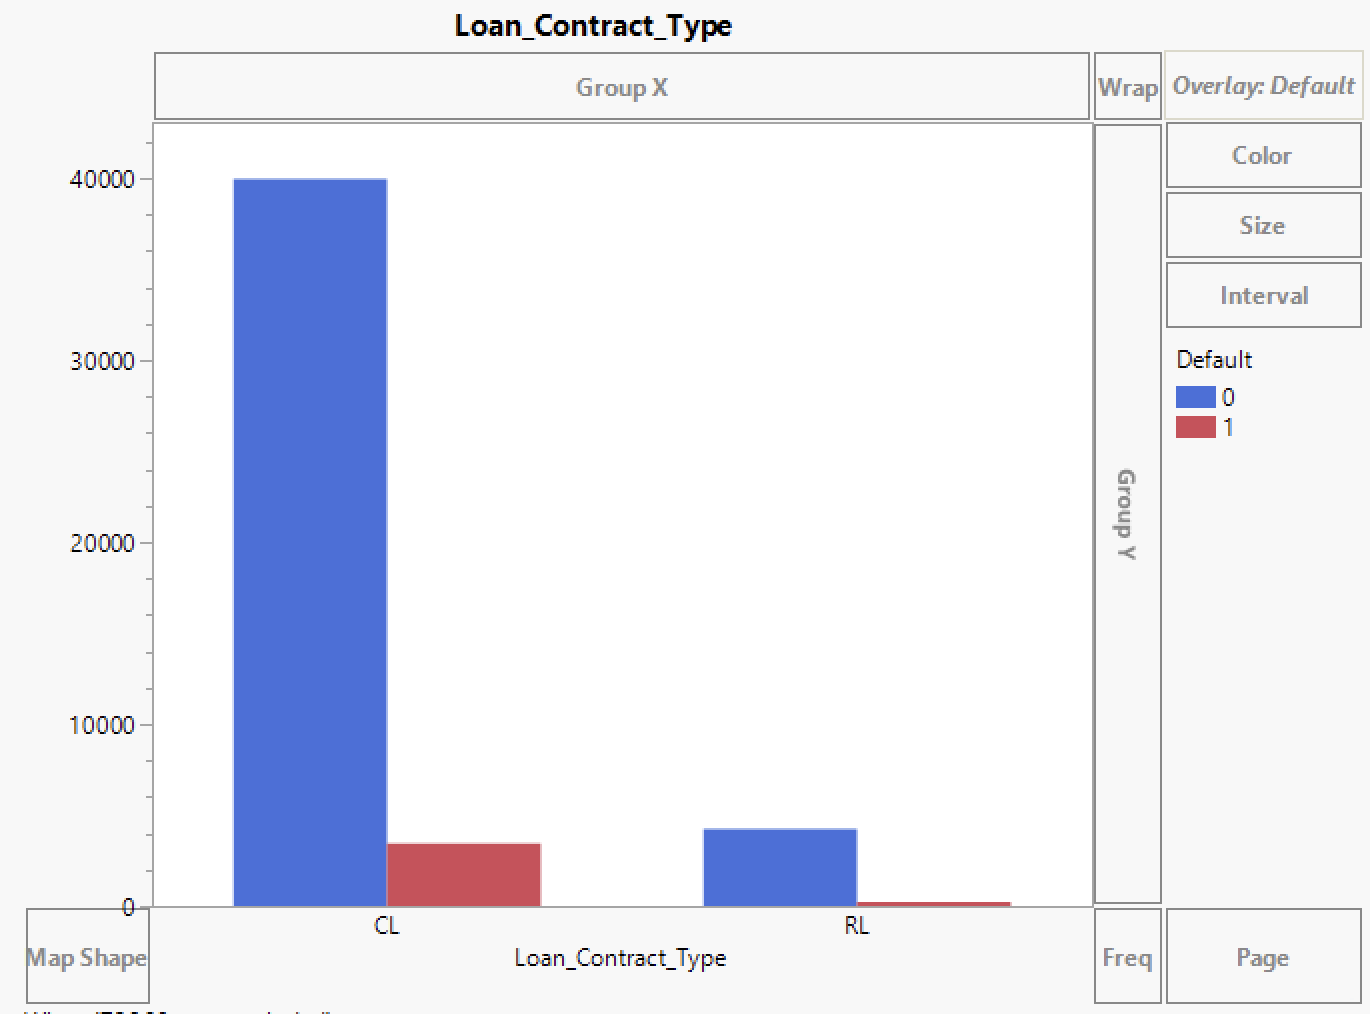 Loan_Contract_Type
Group X
Wrap
Overlay: Default
Color
Size
Interval
Default
0
1
40000
30000
20000
10000
0
Group Y
CL
RL
Loan_Contract_Type
Map Shape
Freq
Page